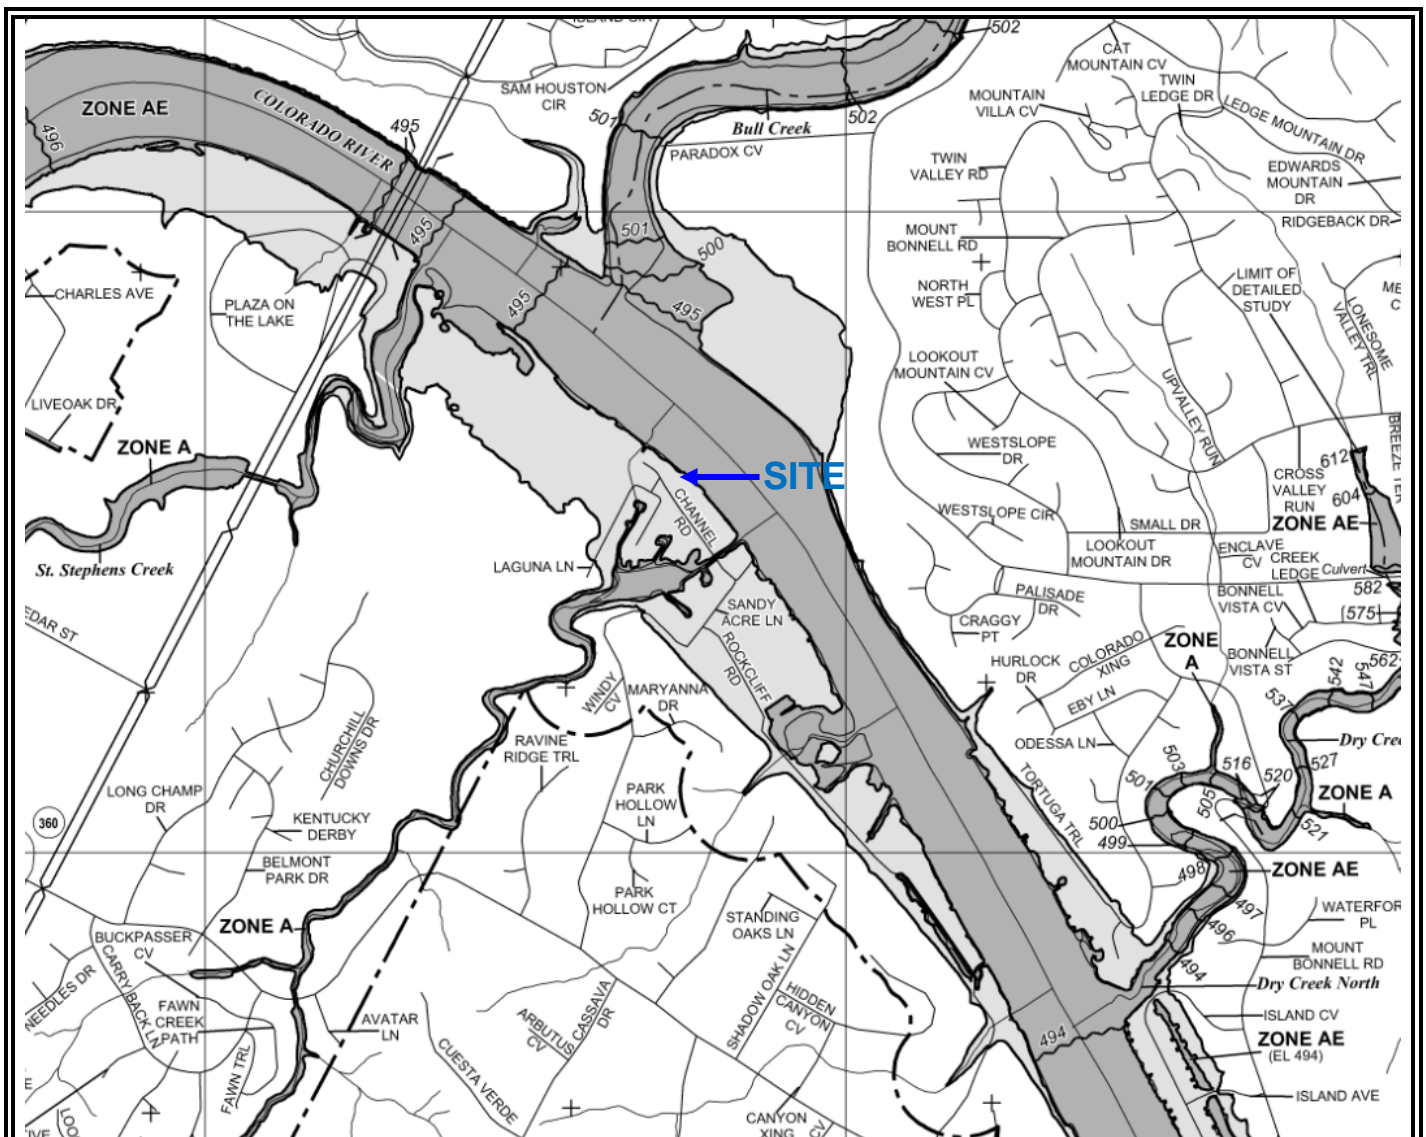 ISLAND CIR
502
SAM HOUSTON
CIR
CAT
MOUNTAIN CV
TWIN
LEDGE DR
MOUNTAIN
VILLA CV
LEDGE MOUNTAIN DR
ZONE AE
COLORADO RIVER
496
495
501
Bull Creek
502
PARADOX CV
TWIN
VALLEY RD
EDWARDS
MOUNTAIN
DR
RIDGEBACK DR
MOUNT
BONNELL RD
495
501
500
CHARLES AVE
PLAZA ON
THE LAKE
495
495
NORTH
WEST PL
LIMIT OF
DETAILED
STUDY
ME
C
LONESOME
VALLEY TRL
LOOKOUT
MOUNTAIN CV
UPVALLEY RUN
LIVEOAK DR
ZONE A
WESTSLOPE
DR
BREEZE TER
SITE
CROSS
VALLEY
RUN
612
604
ZONE AE
CHANNEL
RD
WESTSLOPE CIR
SMALL DR
LOOKOUT
MOUNTAIN DR
ENCLAVE
CV
CREEK
LEDGE
Culvert
St. Stephens Creek
LAGUNA LN
582
PALISADE
DR
BONNELL
VISTA CV
(575)
EDAR ST
SANDY
ACRE LN
CRAGGY
PT
ROCKCLIFF
RD
COLORADO
XING
ZONE
A
BONNELL
VISTA ST
562
HURLOCK
DR
542
547
WINDY
CV
MARYANNA
DR
EBY LN
537
CHURCHILL
DOWNS DR
RAVINE
RIDGE TRL
ODESSA LN
Dry Cree
503
516
520
527
501
505
TORTUGA TRL
LONG CHAMP
DR
PARK
HOLLOW
LN
ZONE A
360
KENTUCKY
DERBY
500
521
499
BELMONT
PARK DR
498
ZONE AE
PARK
HOLLOW CT
497
ZONE A
STANDING
OAKS LN
496
WATERFOR
PL
BUCKPASSER
CV
MOUNT
BONNELL RD
494
NEEDLES DR
CARRY BACK LN
SHADOW OAK LN
Dry Creek North
FAWN
CREEK
PATH
CASSAVA
DR
HIDDEN
CANYON
CV
AVATAR
LN
ARBUTUS
CV
ISLAND CV
494
ZONE AE
(EL 494)
FAWN TRL
CUESTA VERDE
ISLAND AVE
CANYON
XING
CV